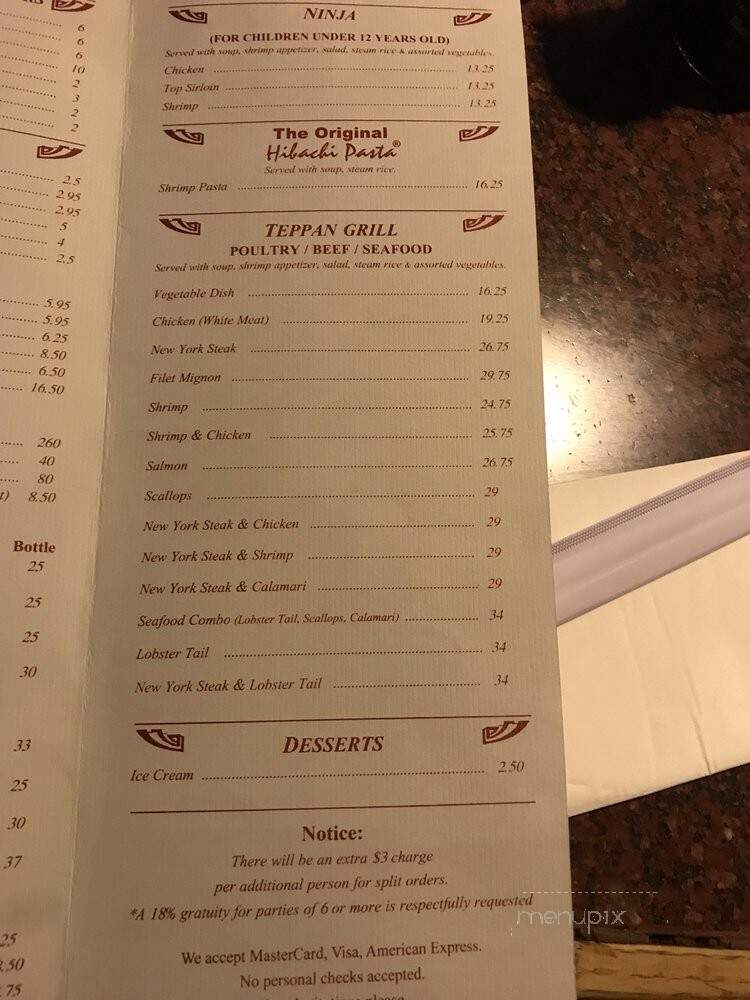 6
6
6
10
2
3
2
2
2.5
2.95
2.95
5
4
2.5
5.95
5.95
6.25
8.50
6.50
16.50
260
40
80
8.50
Bottle
25
25
25
30
33
25
30
37
25
NINJA
(FOR CHILDREN UNDER 12 YEARS OLD)
Served with soup, shrimp appetizer, salad, steam rice & assorted vegetables.
Chicken 13.25
Top Sirloin 13.25
Shrimp 13.25
The Original
Hibachi Pasta®
Served with soup, steam rice.
Shrimp Pasta 16.25
TEPPAN GRILL
POULTRY / BEEF / SEAFOOD
Served with soup, shrimp appetizer, salad, steam rice & assorted vegetables.
Vegetable Dish 16.25
Chicken (White Meat) 19.25
New York Steak 26.75
Filet Mignon 29.75
Shrimp 24.75
Shrimp & Chicken 25.75
Salmon 26.75
Scallops 29
New York Steak & Chicken 29
New York Steak & Shrimp 29
New York Steak & Calamari 29
Seafood Combo (Lobster Tail, Scallops, Calamari) 34
Lobster Tail 34
New York Steak & Lobster Tail 34
DESSERTS
Ice Cream 2.50
Notice:
There will be an extra $3 charge
per additional person for split orders.
*A 18% gratuity for parties of 6 or more is respectfully requested
We accept MasterCard, Visa, American Express.
No personal checks accepted.
menupix